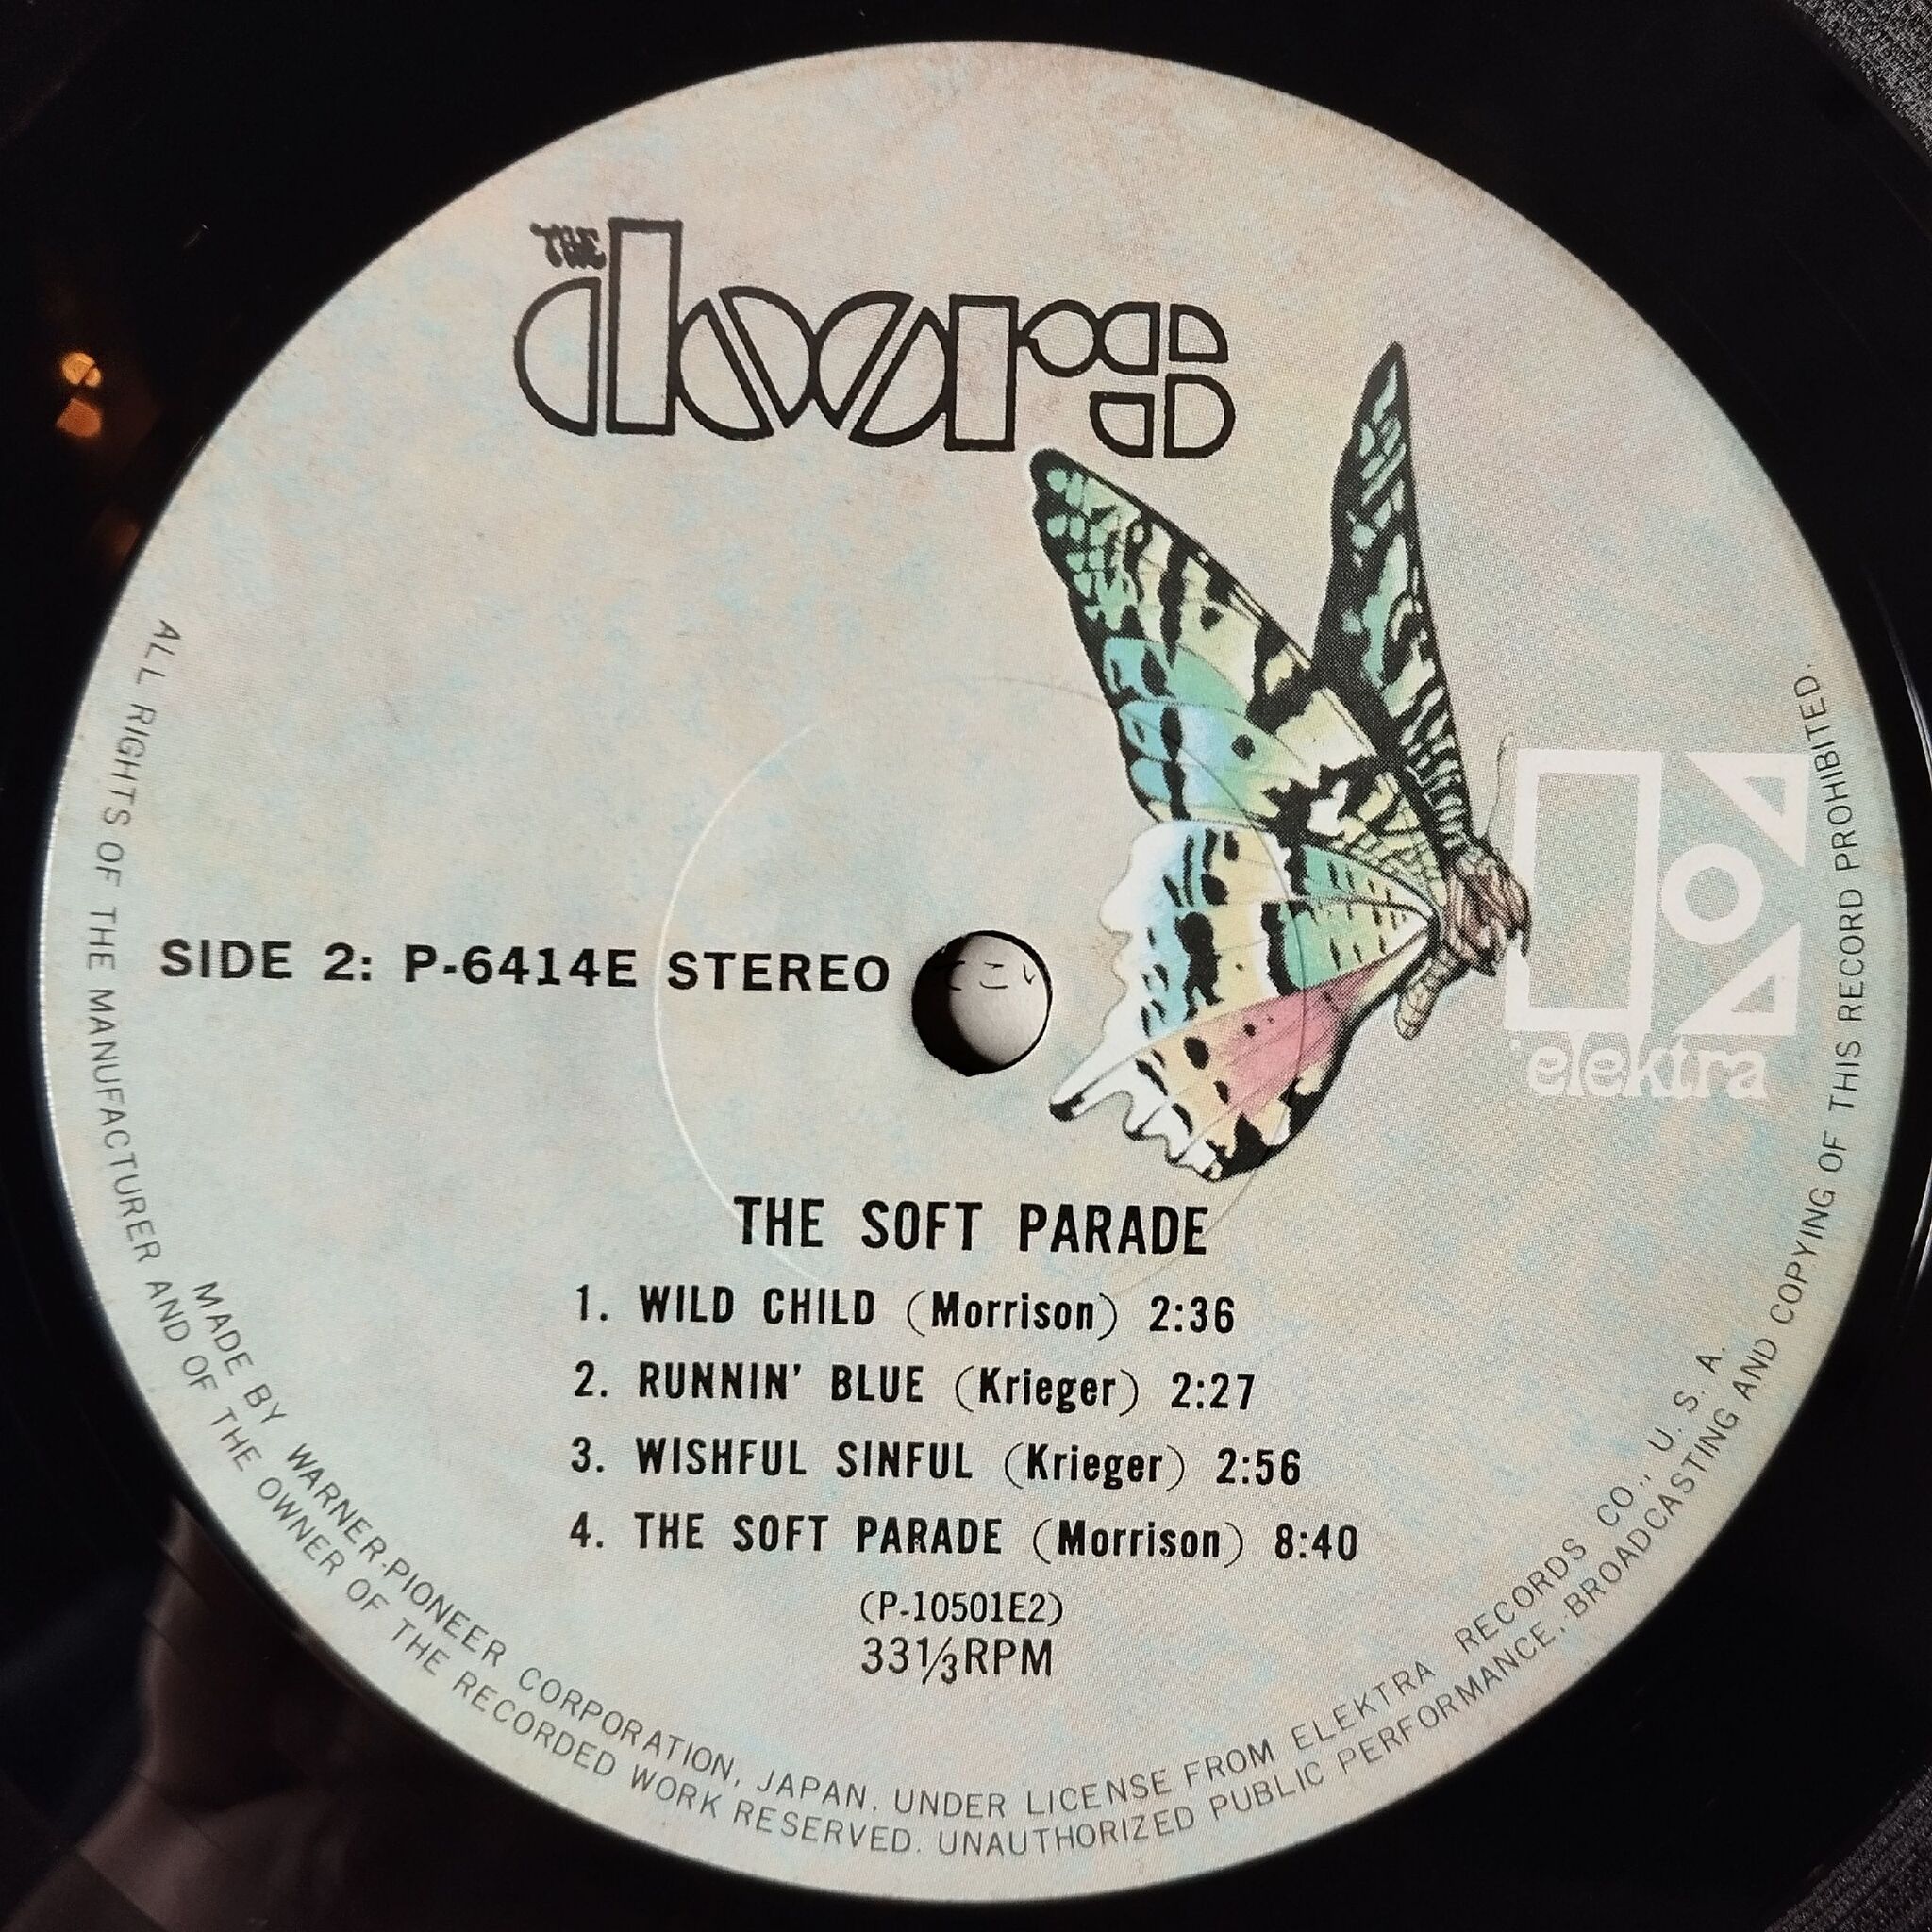 THE
doors
SIDE 2: P-6414E STEREO
elektra
THE SOFT PARADE
1. WILD CHILD (Morrison) 2:36
2. RUNNIN' BLUE (Krieger) 2:27
3. WISHFUL SINFUL (Krieger) 2:56
4. THE SOFT PARADE (Morrison) 8:40
(P-10501E2)
33⅓RPM
MADE BY WARNER-PIONEER CORPORATION, JAPAN, UNDER LICENSE FROM ELEKTRA RECORDS CO., U. S. A.
ALL RIGHTS OF THE MANUFACTURER AND OF THE OWNER OF THE RECORDED WORK RESERVED. UNAUTHORIZED PUBLIC PERFORMANCE, BROADCASTING AND COPYING OF THIS RECORD PROHIBITED.